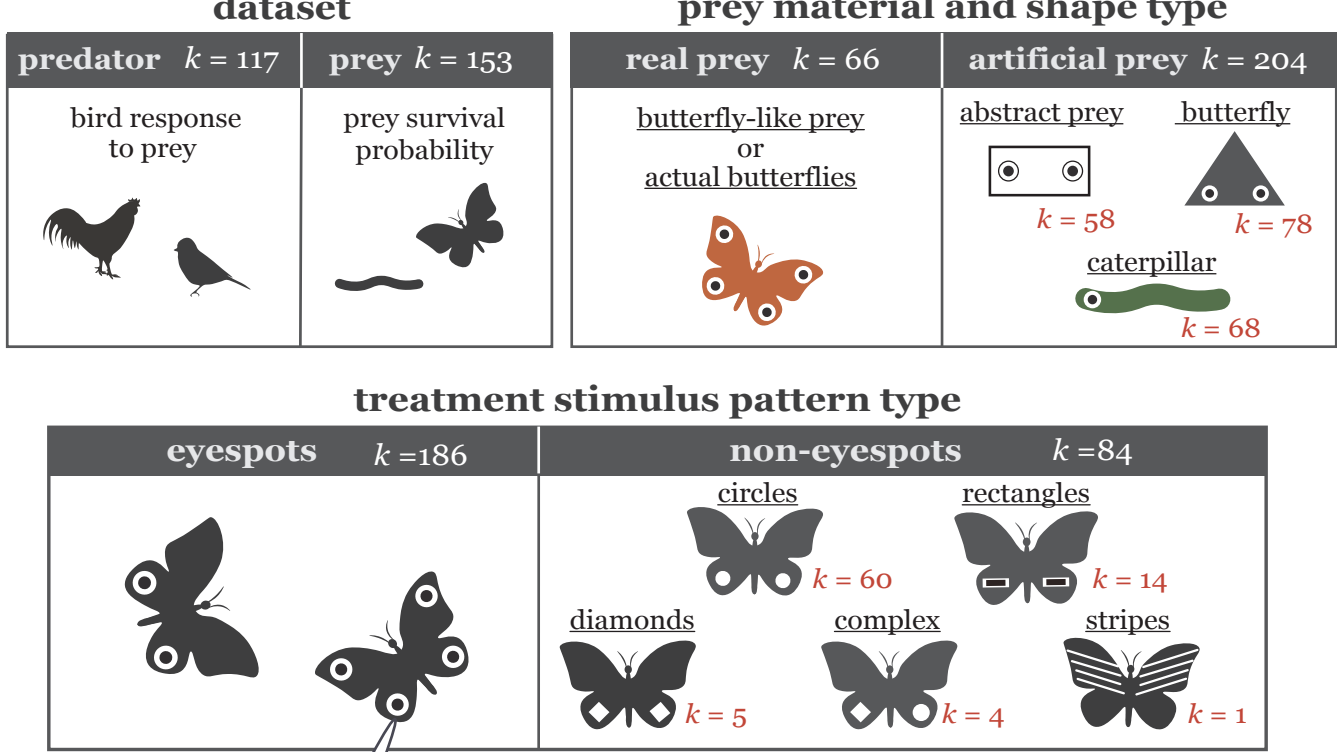 dataset
predator k = 117
prey k = 153
bird response
to prey
prey survival
probability
prey material and shape type
real prey k = 66
artificial prey k = 204
butterfly-like prey
or
actual butterflies
abstract prey
k = 58
butterfly
k = 78
caterpillar
k = 68
treatment stimulus pattern type
eyespots k =186
non-eyespots k =84
circles
k = 60
rectangles
k = 14
diamonds
k = 5
complex
k = 4
stripes
k = 1